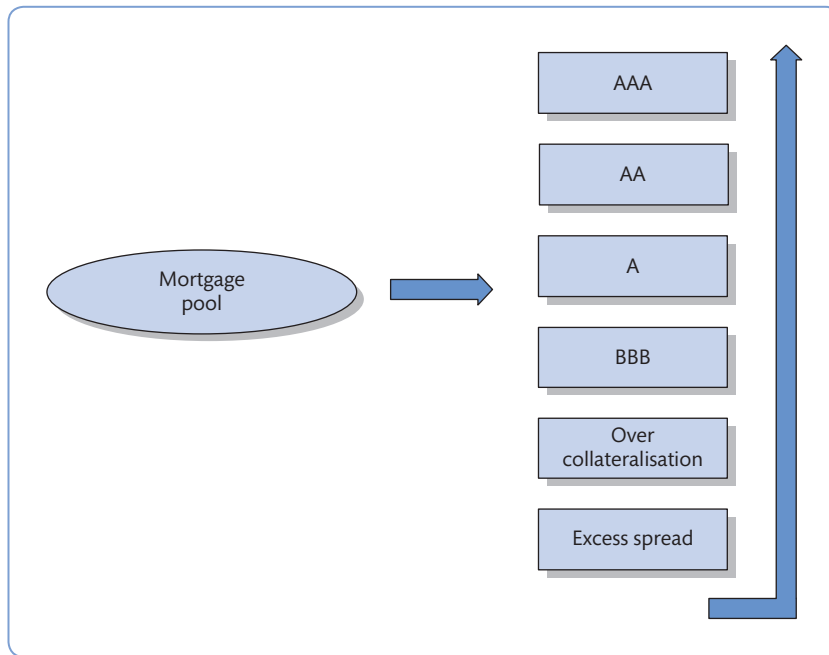 AAA
AA
Mortgage
pool
A
BBB
Over
collateralisation
Excess spread